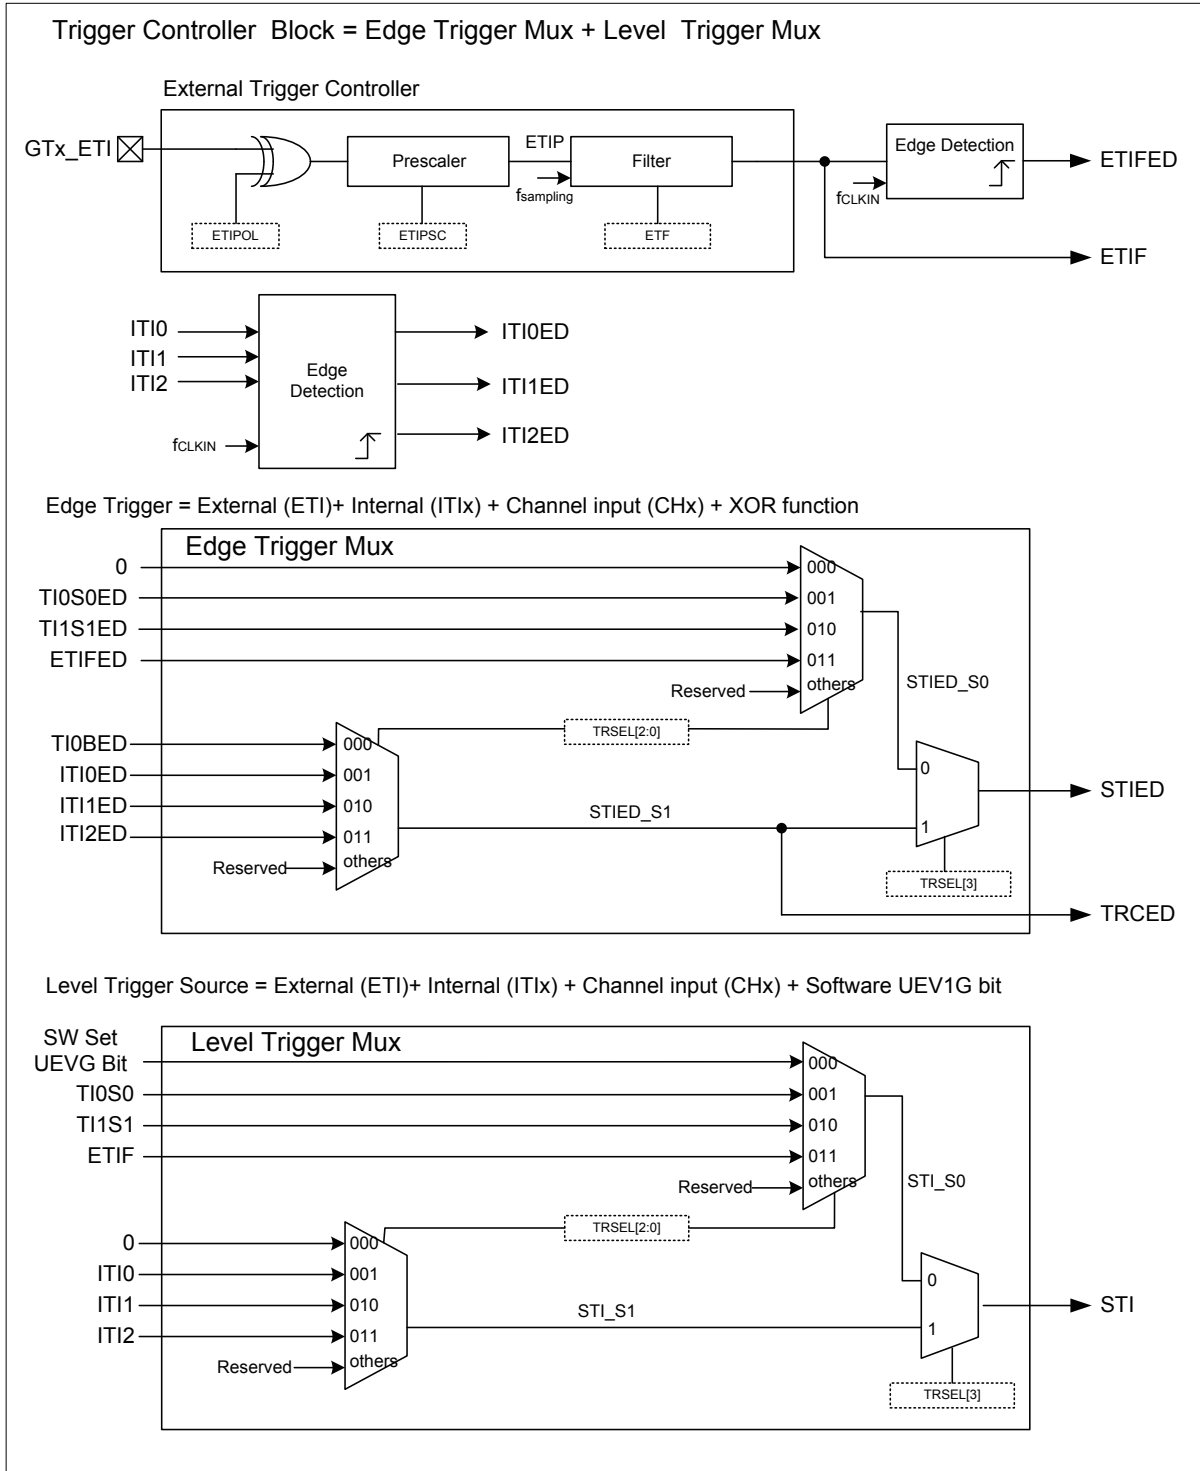 Trigger Controller Block = Edge Trigger Mux + Level Trigger Mux
External Trigger Controller
GTx_ETI
Prescaler
ETIP
fsampling
Filter
Edge Detection
fCLKIN
ETIFED
ETIPOL
ETIPSC
ETF
ETIF
ITI0
ITI1
ITI2
fCLKIN
Edge
Detection
ITI0ED
ITI1ED
ITI2ED
Edge Trigger = External (ETI)+ Internal (ITIx) + Channel input (CHx) + XOR function
Edge Trigger Mux
0
TI0S0ED
TI1S1ED
ETIFED
Reserved
000
001
010
011
others
STIED_S0
TRSEL[2:0]
TI0BED
ITI0ED
ITI1ED
ITI2ED
Reserved
000
001
010
011
others
STIED_S1
0
1
STIED
TRSEL[3]
TRCED
Level Trigger Source = External (ETI)+ Internal (ITIx) + Channel input (CHx) + Software UEV1G bit
Level Trigger Mux
SW Set
UEVG Bit
TI0S0
TI1S1
ETIF
Reserved
000
001
010
011
others
STI_S0
TRSEL[2:0]
0
ITI0
ITI1
ITI2
Reserved
000
001
010
011
others
STI_S1
0
1
STI
TRSEL[3]